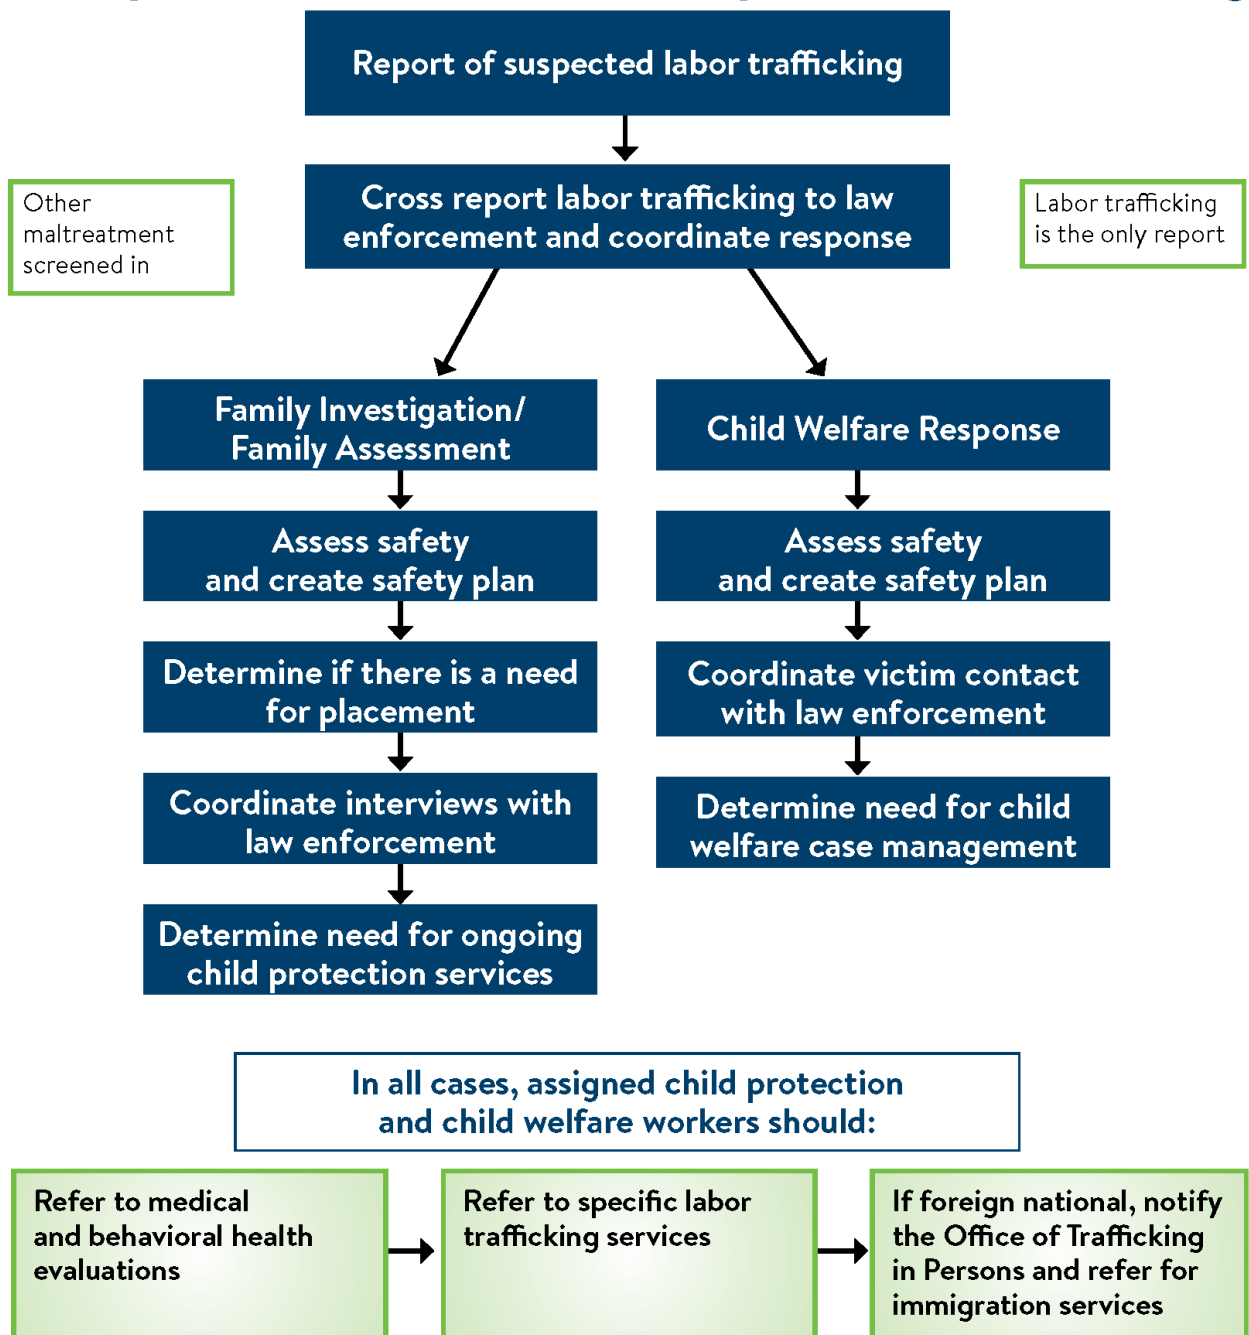 Report of suspected labor trafficking
Cross report labor trafficking to law
enforcement and coordinate response
Other
maltreatment
screened in
Labor trafficking
is the only report
Family Investigation/
Family Assessment
Assess safety
and create safety plan
Determine if there is a need
for placement
Coordinate interviews with
law enforcement
Determine need for ongoing
child protection services
Child Welfare Response
Assess safety
and create safety plan
Coordinate victim contact
with law enforcement
Determine need for child
welfare case management
In all cases, assigned child protection
and child welfare workers should:
Refer to medical
and behavioral health
evaluations
Refer to specific labor
trafficking services
If foreign national, notify
the Office of Trafficking
in Persons and refer for
immigration services